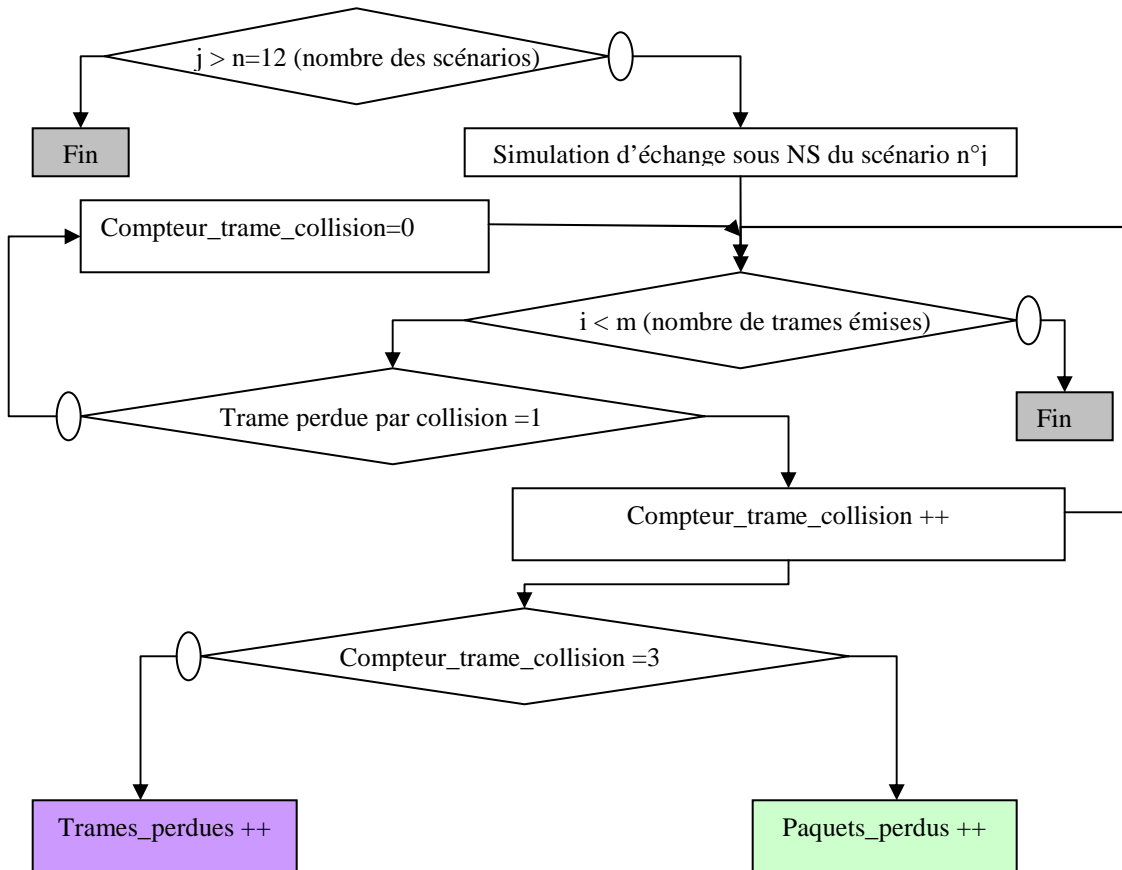 j > n=12 (nombre des scénarios)
Fin
Simulation d’échange sous NS du scénario n°j
Compteur_trame_collision=0
i < m (nombre de trames émises)
Trame perdue par collision =1
Fin
Compteur_trame_collision ++
Compteur_trame_collision =3
Trames_perdues ++
Paquets_perdus ++